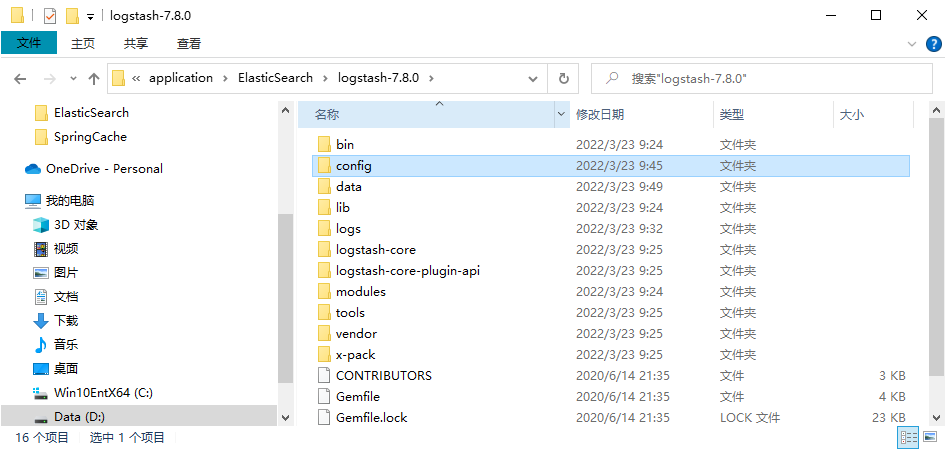 logstash-7.8.0
文件 主页 共享 查看
« application › ElasticSearch › logstash-7.8.0 › 搜索"logstash-7.8.0"
ElasticSearch
SpringCache
OneDrive - Personal
我的电脑
3D 对象
视频
图片
文档
下载
音乐
桌面
Win10EntX64 (C:)
Data (D:)
名称 修改日期 类型 大小
bin 2022/3/23 9:24 文件夹
config 2022/3/23 9:45 文件夹
data 2022/3/23 9:49 文件夹
lib 2022/3/23 9:24 文件夹
logs 2022/3/23 9:32 文件夹
logstash-core 2022/3/23 9:25 文件夹
logstash-core-plugin-api 2022/3/23 9:25 文件夹
modules 2022/3/23 9:24 文件夹
tools 2022/3/23 9:25 文件夹
vendor 2022/3/23 9:25 文件夹
x-pack 2022/3/23 9:25 文件夹
CONTRIBUTORS 2020/6/14 21:35 文件 3 KB
Gemfile 2020/6/14 21:35 文件 4 KB
Gemfile.lock 2020/6/14 21:35 LOCK 文件 23 KB
16 个项目 选中 1 个项目